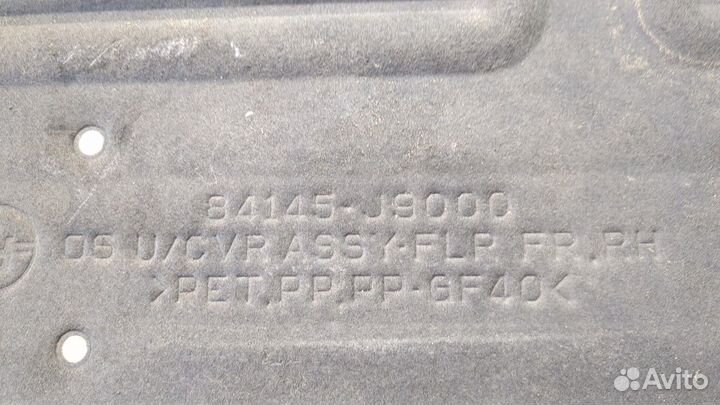 84145-J9000
OS U/CVR ASSY-FLR FR,RH
>PET,PP,PP-GF40<
Avito